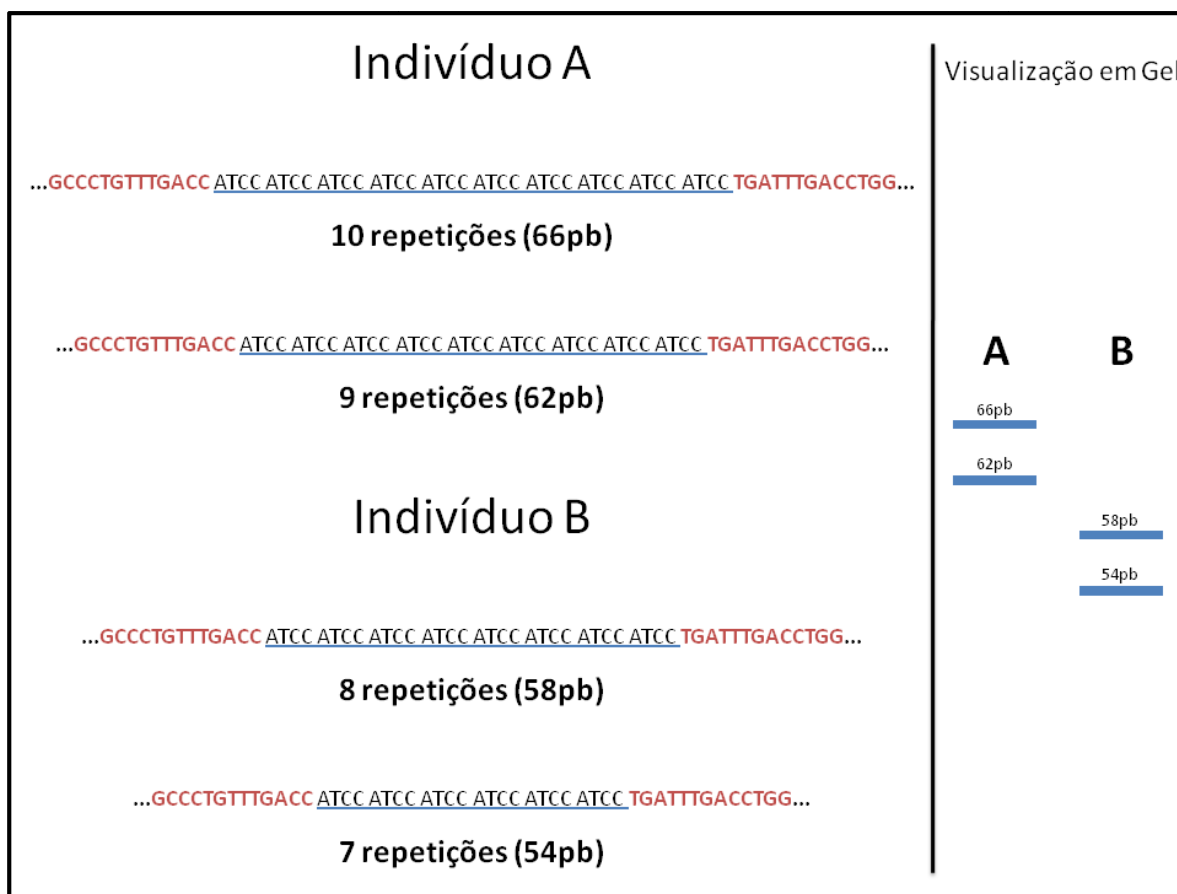 Indivíduo A
...GCCCTGTTTGACC ATCC ATCC ATCC ATCC ATCC ATCC ATCC ATCC ATCC ATCC TGATTTGACCTGG...
10 repetições (66pb)
...GCCCTGTTTGACC ATCC ATCC ATCC ATCC ATCC ATCC ATCC ATCC ATCC TGATTTGACCTGG...
9 repetições (62pb)
Indivíduo B
...GCCCTGTTTGACC ATCC ATCC ATCC ATCC ATCC ATCC ATCC ATCC TGATTTGACCTGG...
8 repetições (58pb)
...GCCCTGTTTGACC ATCC ATCC ATCC ATCC ATCC ATCC TGATTTGACCTGG...
7 repetições (54pb)
Visualização em Gel
A B
66pb
62pb
58pb
54pb